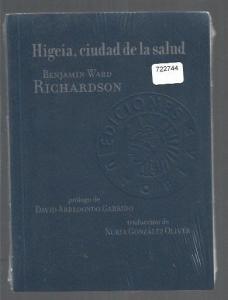 Higeia, ciudad de la salud
BENJAMIN WARD
RICHARDSON
722744
EDICIONES
prólogo de
DAVID ARREDONDO GARRIDO
traducción de
NURIA GONZÁLEZ OLIVER